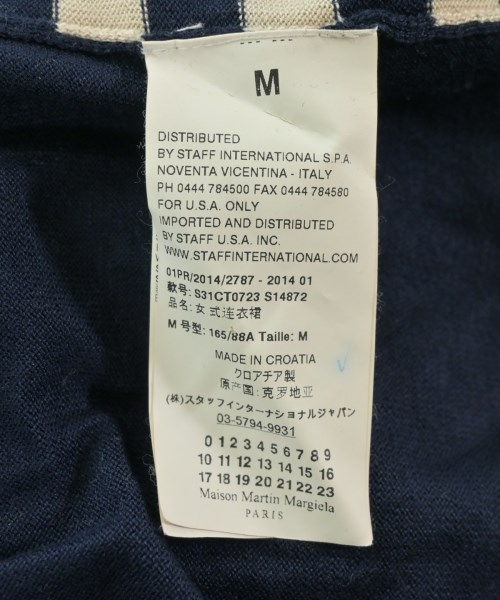 M
DISTRIBUTED
BY STAFF INTERNATIONAL S.P.A.
NOVENTA VICENTINA - ITALY
PH 0444 784500 FAX 0444 784580
FOR U.S.A. ONLY
IMPORTED AND DISTRIBUTED
BY STAFF U.S.A. INC.
WWW.STAFFINTERNATIONAL.COM
01PR/2014/2787 - 2014 01
款号: S31CT0723 S14872
品名: 女式连衣裙
M 号型: 165/88A Taille: M
MADE IN CROATIA
クロアチア製
原产国: 克罗地亚
(株)スタッフインターナショナルジャパン
03-5794-9931
0 1 2 3 4 5 6 7 8 9
10 11 12 13 14 15 16
17 18 19 20 21 22 23
Maison Martin Margiela
PARIS